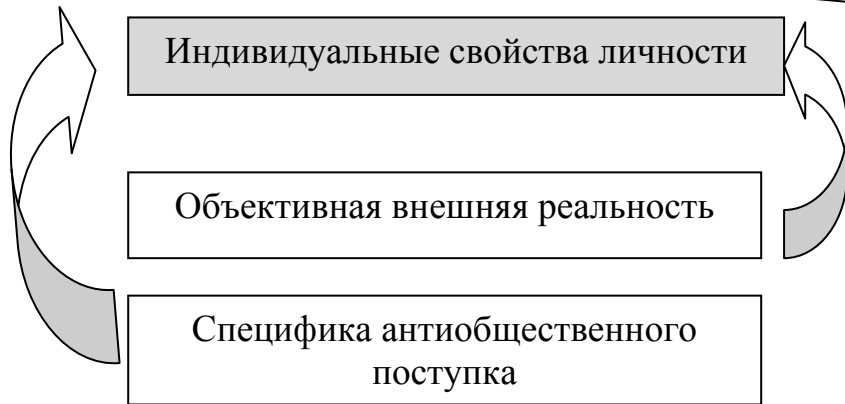 Индивидуальные свойства личности
Объективная внешняя реальность
Специфика антиобщественного
поступка